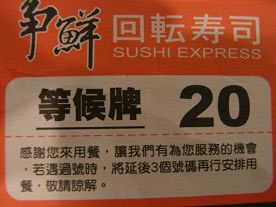 争鮮 回転寿司
SUSHI EXPRESS
等候牌 20
感謝您來用餐，讓我們有為您服務的機會
，若遇過號時，將延後3個號碼再行安排用
餐，敬請諒解。